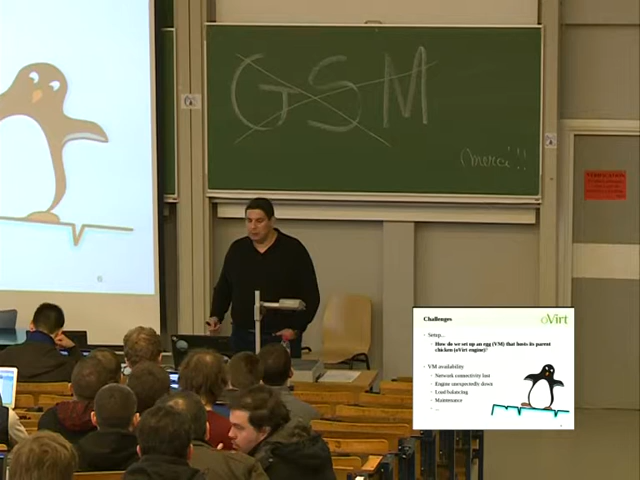 GSM
Merci!!
Challenges
oVirt
Setup...
How do we set up an egg (VM) that hosts its parent
chicken (oVirt engine)?
VM availability
Network connectivity lost
Engine unexpectedly down
Load balancing
Maintenance
...